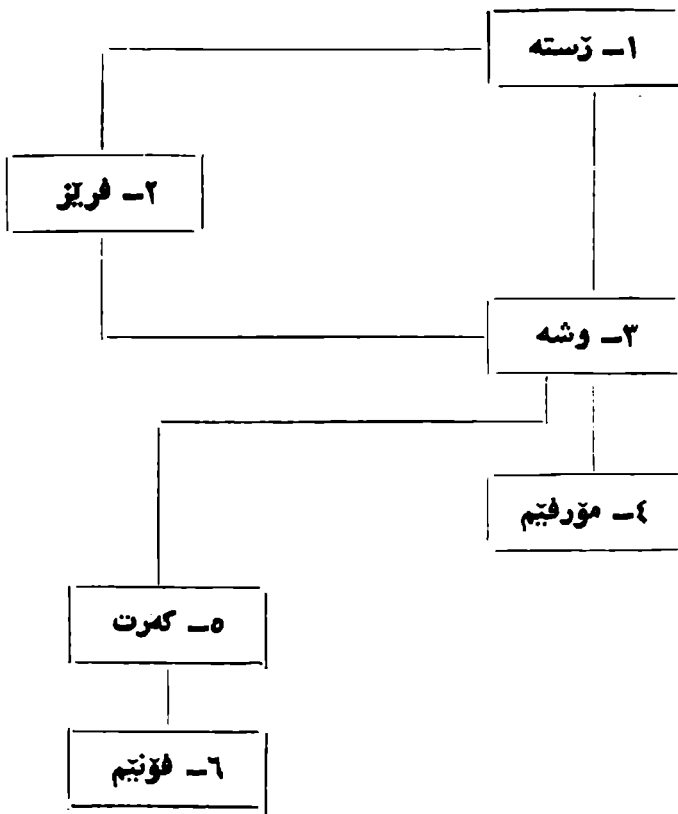 ١ـ ڕستە
٢ـ فرێز
٣ـ وشە
٤ـ مۆرفێم
٥ـ کەرت
٦ـ فۆنێم